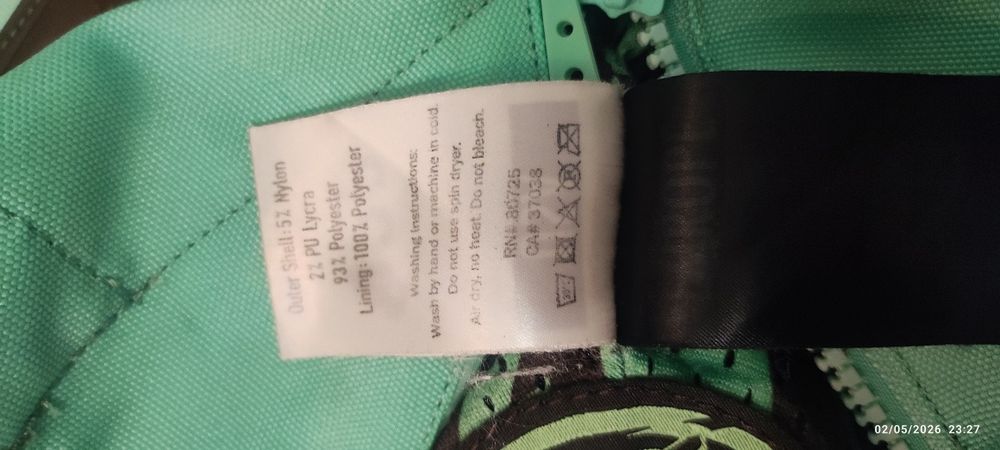 Outer Shell: 5% Nylon
2% PU Lycra
93% Polyester
Lining: 100% Polyester
Washing instructions:
Wash by hand or machine in cold.
Do not use spin dryer.
Air dry, no heat. Do not bleach.
RN#
CA# 37038
02/05/2026 23:27